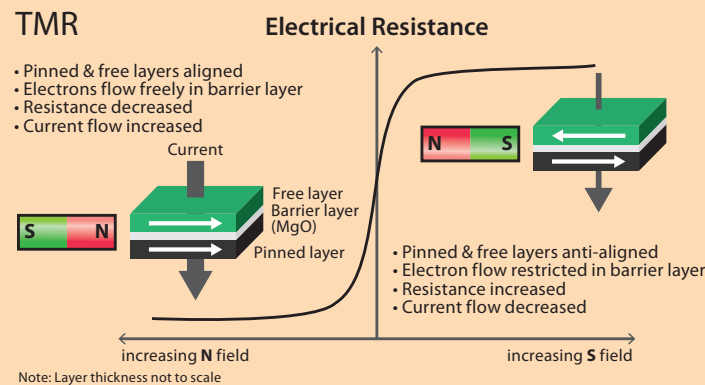 TMR
Electrical Resistance
• Pinned & free layers aligned
• Electrons flow freely in barrier layer
• Resistance decreased
• Current flow increased
Current
N S
Free layer
Barrier layer
(MgO)
Pinned layer
S N
• Pinned & free layers anti-aligned
• Electron flow restricted in barrier layer
• Resistance increased
• Current flow decreased
increasing N field
increasing S field
Note: Layer thickness not to scale